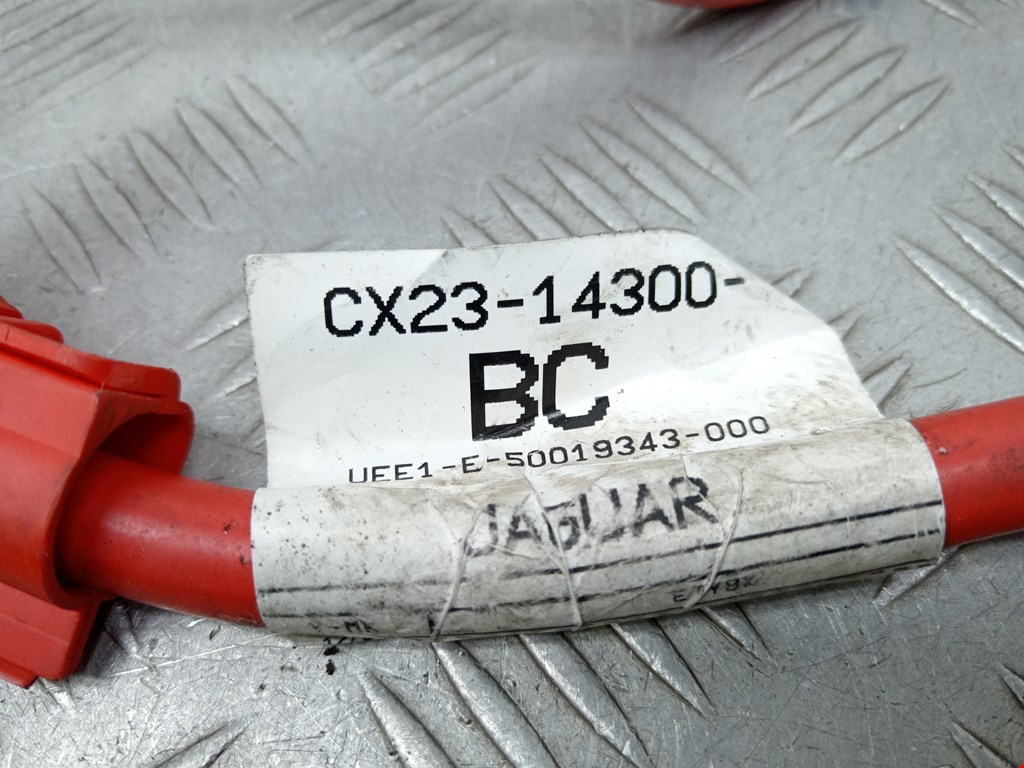 CX23-14300-
BC
UEE1-E-50019343-000
JAGUAR